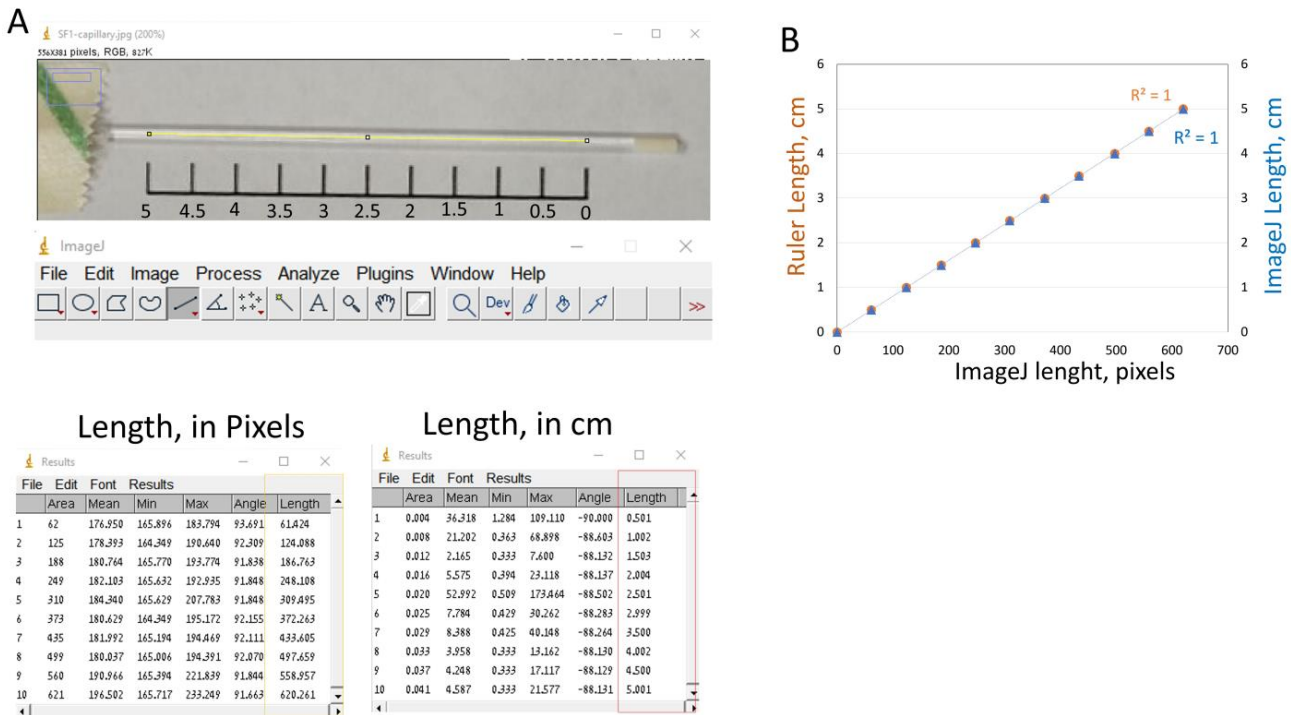 A
SF1-capillary.jpg (200%)
556x381 pixels, RGB, 827K
5 4.5 4 3.5 3 2.5 2 1.5 1 0.5 0
ImageJ
File Edit Image Process Analyze Plugins Window Help
A Dev >>
B
6 6
5 5
4 4
3 3
2 2
1 1
0 0
0 100 200 300 400 500 600 700
R² = 1
R² = 1
Ruler Length, cm
ImageJ Length, cm
ImageJ lenght, pixels
Length, in Pixels
Results
File Edit Font Results
Area Mean Min Max Angle Length
1 62 176.950 165.896 183.794 93.691 61.424
2 125 178.393 164.349 190.640 92.309 124.088
3 188 180.764 165.770 193.774 91.838 186.763
4 249 182.103 165.632 192.935 91.848 248.108
5 310 184.340 165.629 207.783 91.848 309.495
6 373 180.629 164.349 195.172 92.155 372.263
7 435 181.992 165.194 194.469 92.111 433.605
8 499 180.037 165.006 194.391 92.070 497.659
9 560 190.966 165.394 221.839 91.844 558.957
10 621 196.502 165.717 233.249 91.663 620.261
Length, in cm
Results
File Edit Font Results
Area Mean Min Max Angle Length
1 0.004 36.318 1.284 109.110 -90.000 0.501
2 0.008 21.202 0.363 68.898 -88.603 1.002
3 0.012 2.165 0.333 7.600 -88.132 1.503
4 0.016 5.575 0.394 23.118 -88.137 2.004
5 0.020 52.992 0.509 173.464 -88.502 2.501
6 0.025 7.784 0.429 30.262 -88.283 2.999
7 0.029 8.388 0.425 40.148 -88.264 3.500
8 0.033 3.958 0.333 13.162 -88.130 4.002
9 0.037 4.248 0.333 17.117 -88.129 4.500
10 0.041 4.587 0.333 21.577 -88.131 5.001